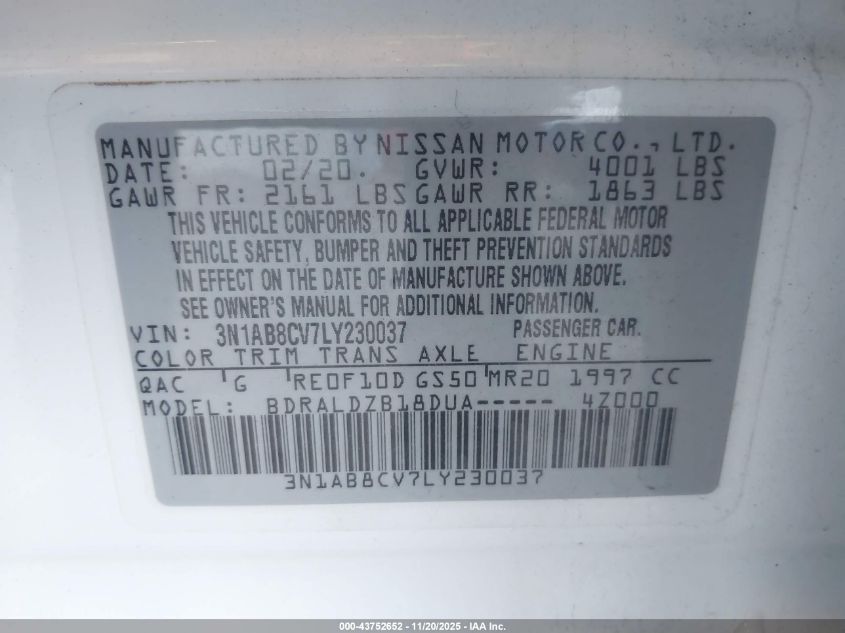 MANUFACTURED BY NISSAN MOTOR CO., LTD.
DATE: 02/20. GVWR: 4001 LBS
GAWR FR: 2161 LBS GAWR RR: 1863 LBS
THIS VEHICLE CONFORMS TO ALL APPLICABLE FEDERAL MOTOR
VEHICLE SAFETY, BUMPER AND THEFT PREVENTION STANDARDS
IN EFFECT ON THE DATE OF MANUFACTURE SHOWN ABOVE.
SEE OWNER'S MANUAL FOR ADDITIONAL INFORMATION.
VIN: 3N1AB8CV7LY230037 PASSENGER CAR.
COLOR TRIM TRANS AXLE ENGINE
QAC G RE0F10D GS50 MR20 1997 CC
MODEL: BDRALDZB18DUA----- 4Z000
3N1AB8CV7LY230037
000-43752652 - 11/20/2025 - IAA Inc.